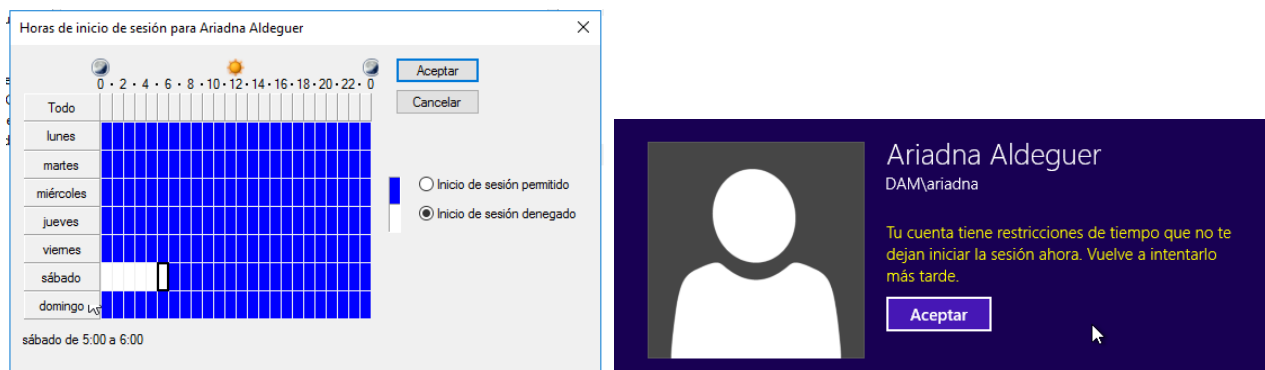 Horas de inicio de sesión para Ariadna Aldeguer
0 · 2 · 4 · 6 · 8 · 10 · 12 · 14 · 16 · 18 · 20 · 22 · 0
Todo
lunes
martes
miércoles
jueves
viernes
sábado
domingo
sábado de 5:00 a 6:00
Aceptar
Cancelar
Inicio de sesión permitido
Inicio de sesión denegado
Ariadna Aldeguer
DAM\ariadna
Tu cuenta tiene restricciones de tiempo que no te
dejan iniciar la sesión ahora. Vuelve a intentarlo
más tarde.
Aceptar